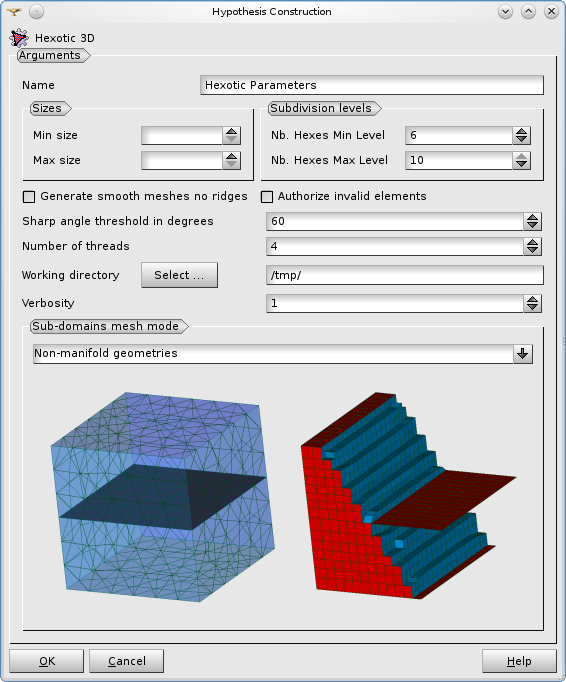 Hypothesis Construction
Hexotic 3D
Arguments
Name Hexotic Parameters
Sizes
Min size
Max size
Subdivision levels
Nb. Hexes Min Level 6
Nb. Hexes Max Level 10
Generate smooth meshes no ridges Authorize invalid elements
Sharp angle threshold in degrees 60
Number of threads 4
Working directory Select ... /tmp/
Verbosity 1
Sub-domains mesh mode
Non-manifold geometries
OK Cancel Help